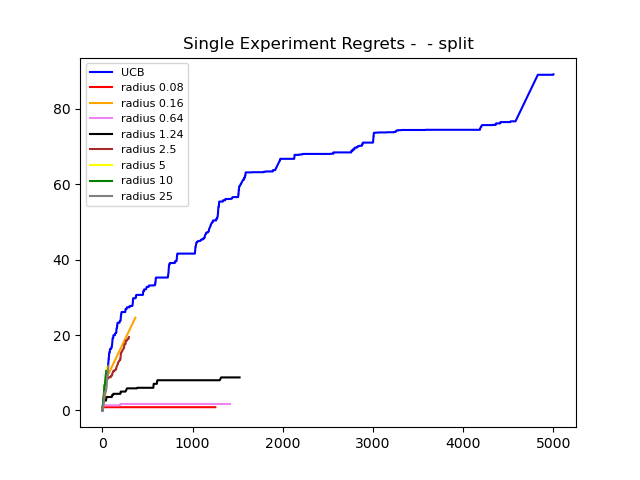 Single Experiment Regrets -  - split
UCB
radius 0.08
radius 0.16
radius 0.64
radius 1.24
radius 2.5
radius 5
radius 10
radius 25
80
60
40
20
0
0 1000 2000 3000 4000 5000